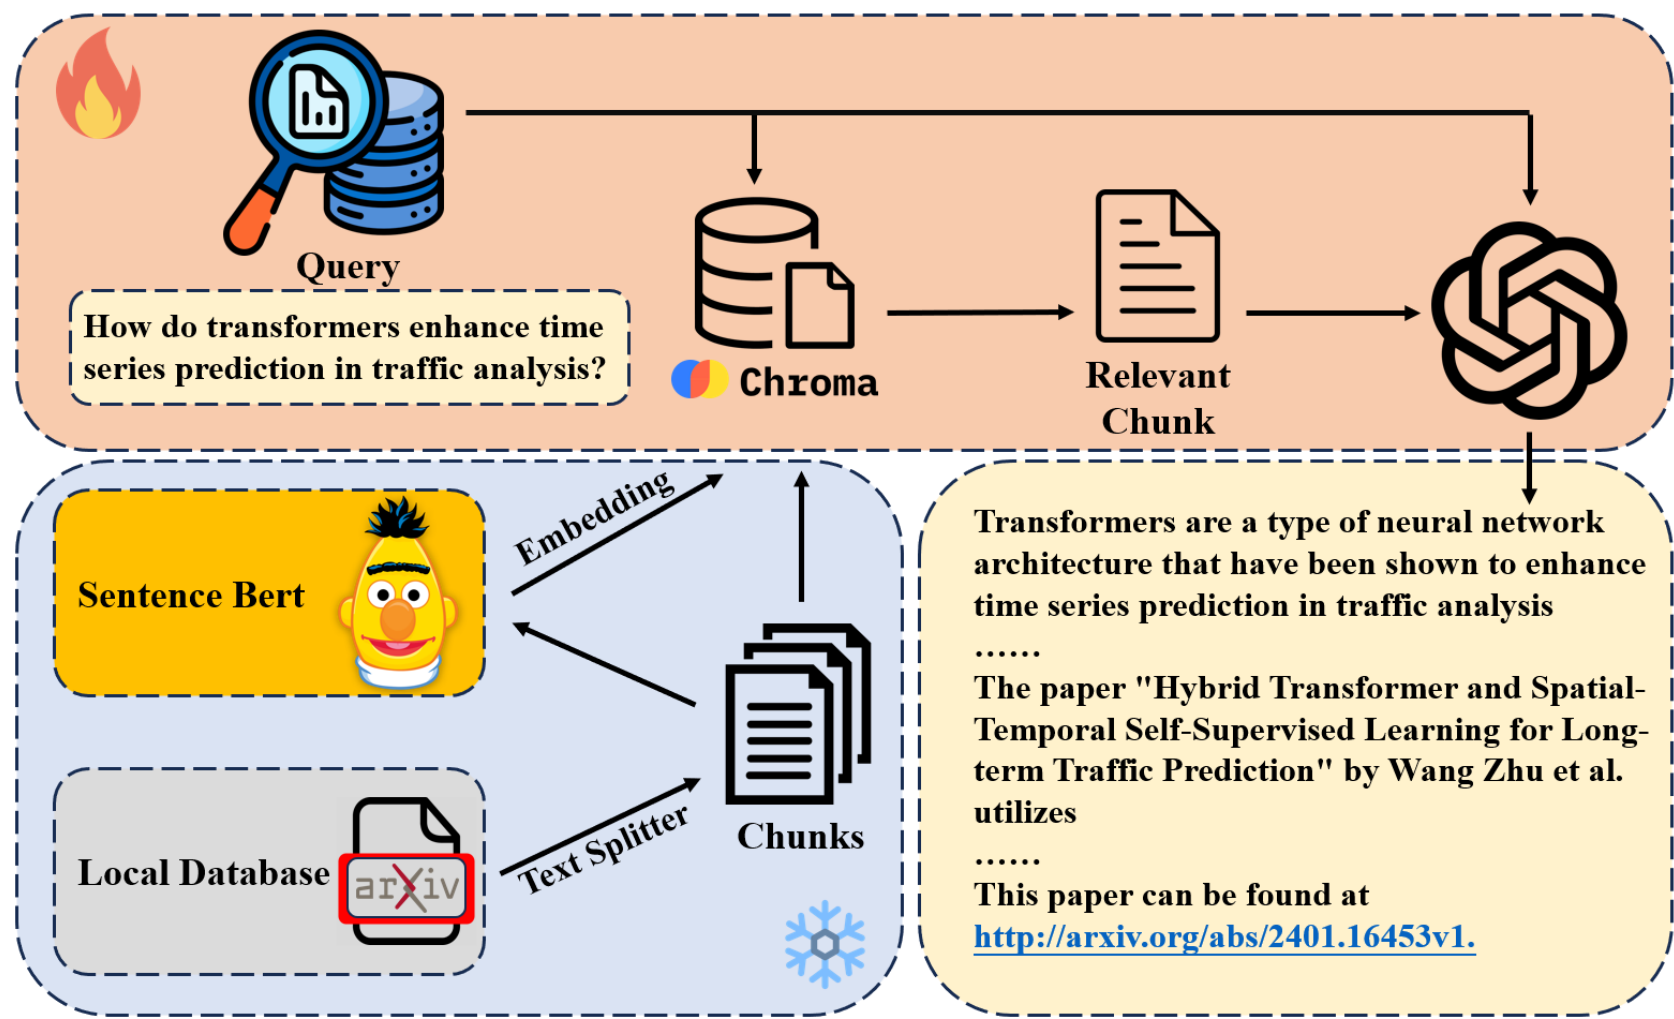 Query
How do transformers enhance time
series prediction in traffic analysis?
Chroma
Relevant
Chunk
Sentence Bert
Embedding
Local Database
arXiv
Text Splitter
Chunks
Transformers are a type of neural network
architecture that have been shown to enhance
time series prediction in traffic analysis
......
The paper "Hybrid Transformer and Spatial-
Temporal Self-Supervised Learning for Long-
term Traffic Prediction" by Wang Zhu et al.
utilizes
......
This paper can be found at
http://arxiv.org/abs/2401.16453v1.